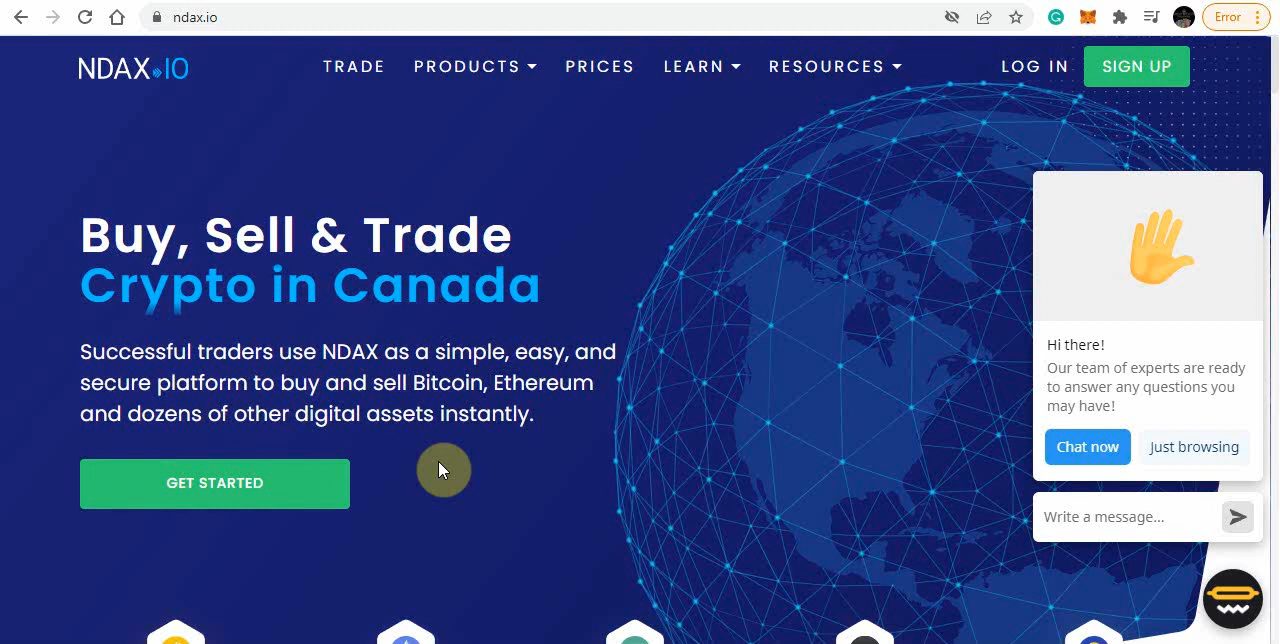 ndax.io
Error
NDAX.IO
TRADE
PRODUCTS
PRICES
LEARN
RESOURCES
LOG IN
SIGN UP
Buy, Sell & Trade
Crypto in Canada
Successful traders use NDAX as a simple, easy, and
secure platform to buy and sell Bitcoin, Ethereum
and dozens of other digital assets instantly.
GET STARTED
Hi there!
Our team of experts are ready
to answer any questions you
may have!
Chat now
Just browsing
Write a message...